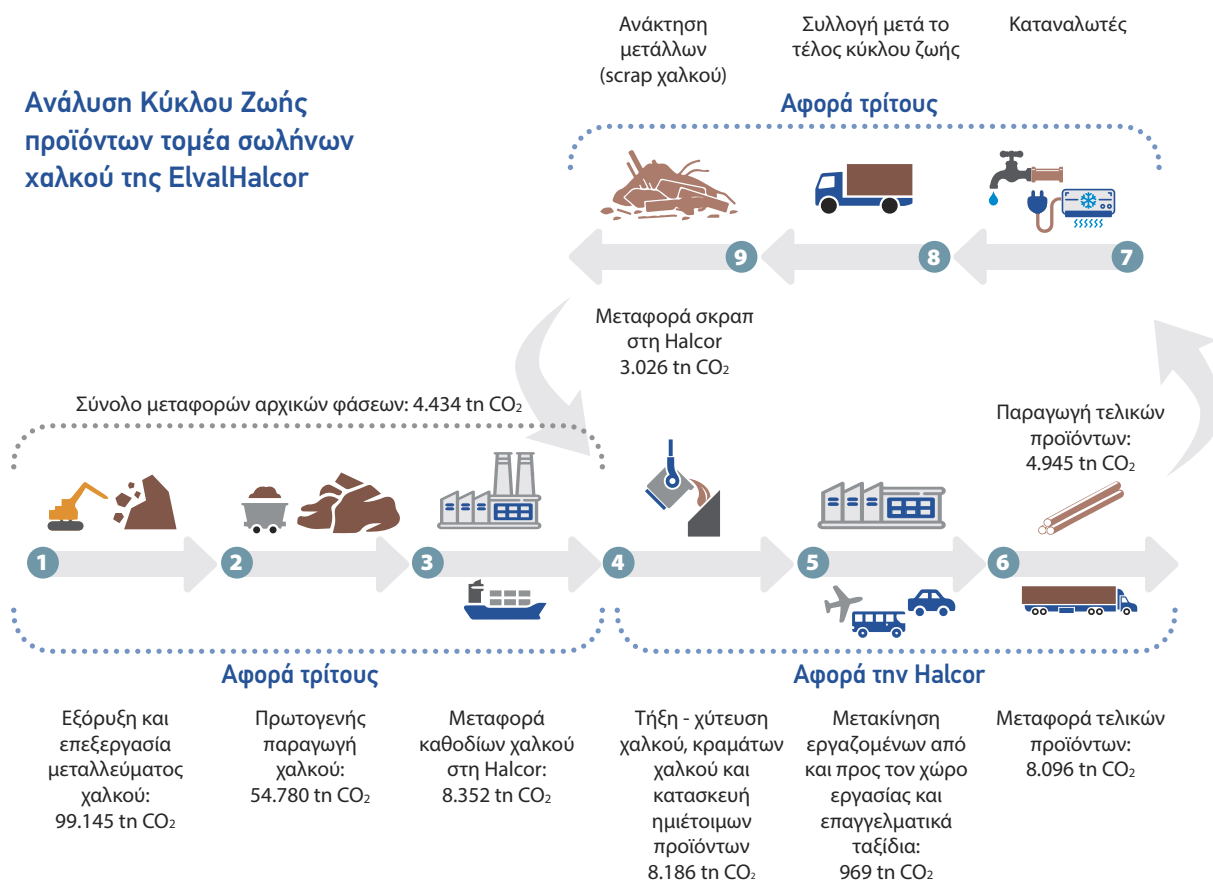 Ανάλυση Κύκλου Ζωής
προϊόντων τομέα σωλήνων
χαλκού της ElvalHalcor
Ανάκτηση
μετάλλων
(scrap χαλκού)
Συλλογή μετά το
τέλος κύκλου ζωής
Καταναλωτές
Αφορά τρίτους
9
8
7
Μεταφορά σκραπ
στη Halcor
3.026 tn CO₂
Σύνολο μεταφορών αρχικών φάσεων: 4.434 tn CO₂
Παραγωγή τελικών
προϊόντων:
4.945 tn CO₂
1
2
3
4
5
6
Αφορά τρίτους
Αφορά την Halcor
Εξόρυξη και
επεξεργασία
μεταλλεύματος
χαλκού:
99.145 tn CO₂
Πρωτογενής
παραγωγή
χαλκού:
54.780 tn CO₂
Μεταφορά
καθοδίων χαλκού
στη Halcor:
8.352 tn CO₂
Τήξη - χύτευση
χαλκού, κραμάτων
χαλκού και
κατασκευή
ημιέτοιμων
προϊόντων
8.186 tn CO₂
Μετακίνηση
εργαζομένων από
και προς τον χώρο
εργασίας και
επαγγελματικά
ταξίδια:
969 tn CO₂
Μεταφορά τελικών
προϊόντων:
8.096 tn CO₂